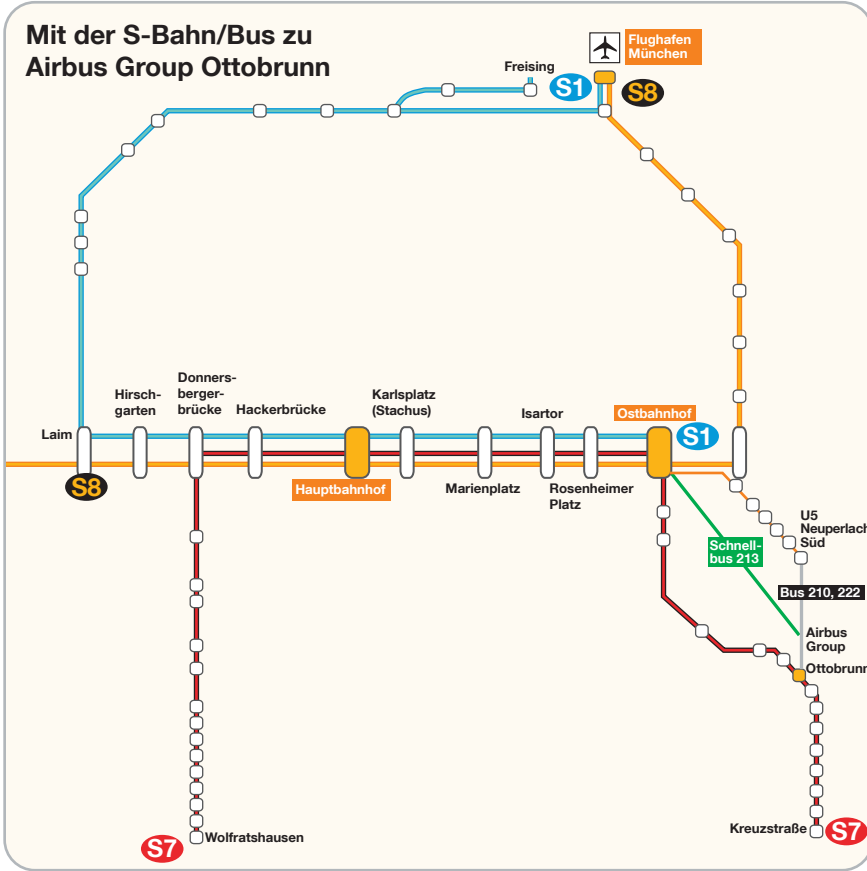 Mit der S-Bahn/Bus zu
Airbus Group Ottobrunn
Flughafen
München
Freising
S1
S8
Donners-
bergerbrücke
Hirsch-
garten
Hackerbrücke
Karlsplatz
(Stachus)
Isartor
Ostbahnhof
S1
Laim
S8
Hauptbahnhof
Marienplatz
Rosenheimer
Platz
U5
Neuperlach
Süd
Schnell-
bus 213
Bus 210, 222
Airbus
Group
Ottobrunn
Kreuzstraße
S7
Wolfratshausen
S7